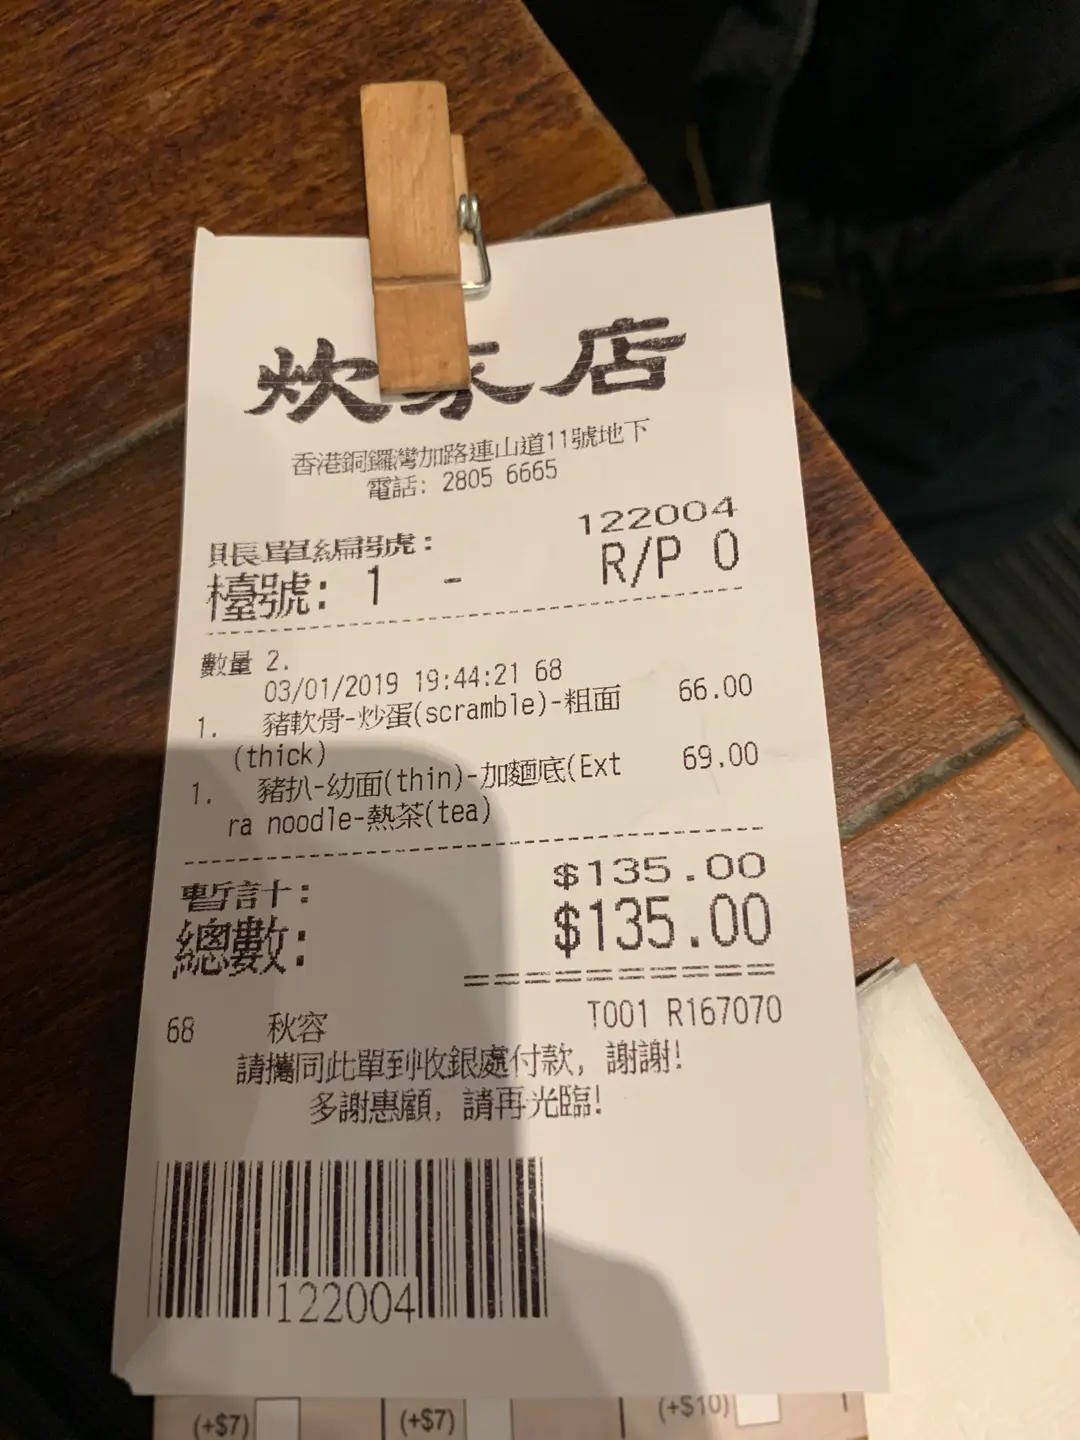 炊 店
香港銅鑼灣加路連山道11號地下
電話: 2805 6665
賬單編號: 122004
檯號: 1 - R/P 0
數量 2.
03/01/2019 19:44:21 68
1. 豬軟骨-炒蛋(scramble)-粗面 66.00
(thick)
1. 豬扒-幼面(thin)-加麵底(Ext 69.00
ra noodle-熱茶(tea)
暫計: $135.00
總數: $135.00
68 秋容 T001 R167070
請攜同此單到收銀處付款, 謝謝!
多謝惠顧, 請再光臨!
122004
(+$7) (+$7) (+$10)